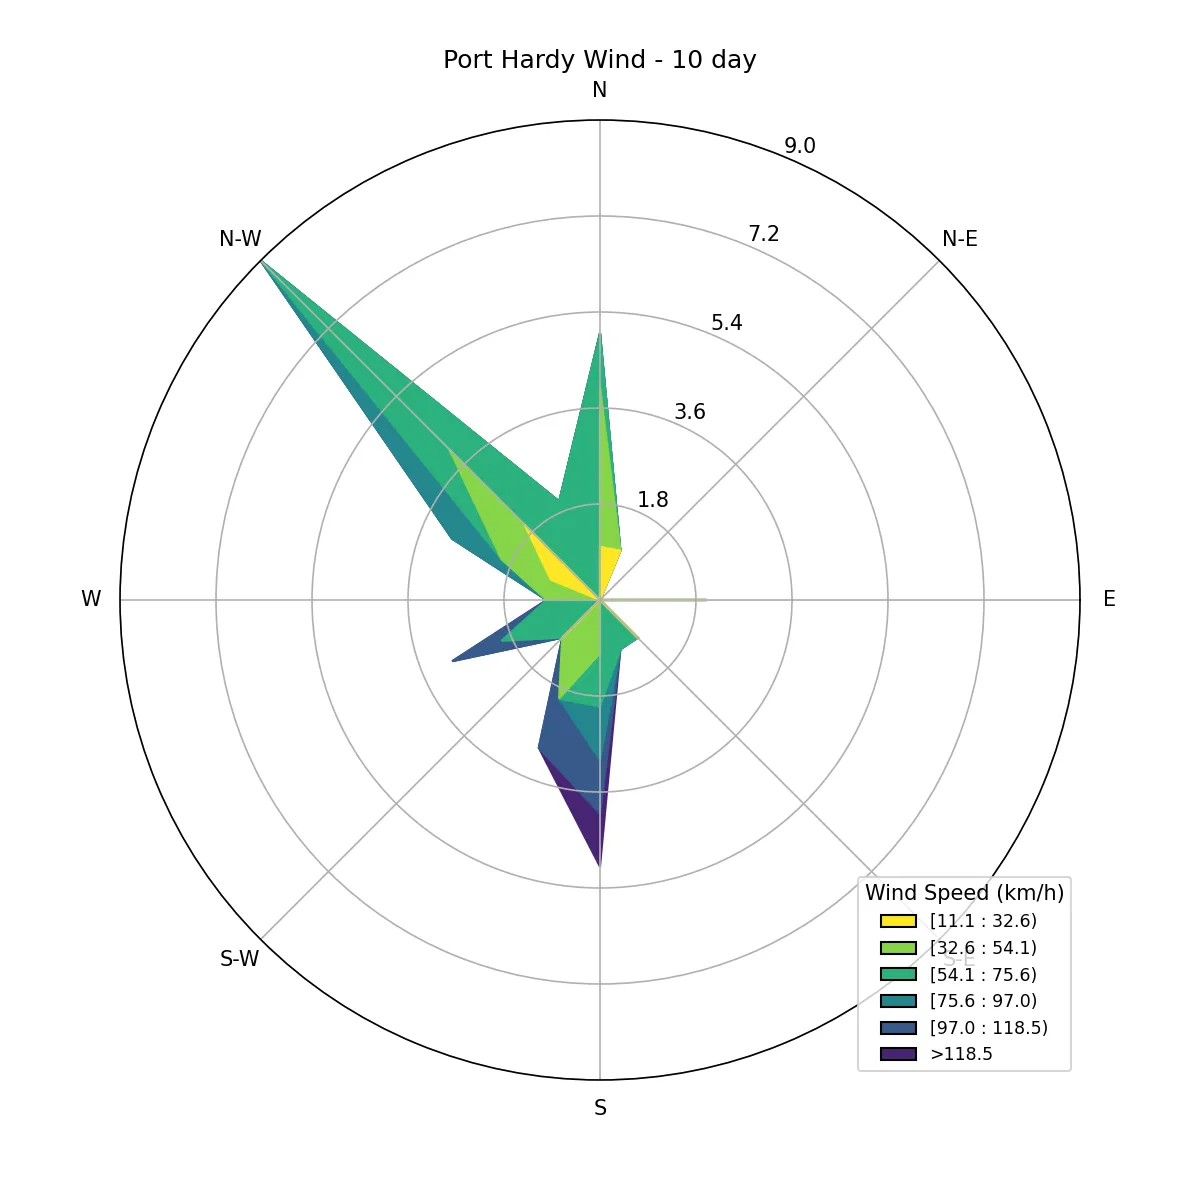 Port Hardy Wind - 10 day
N
9.0
N-W
7.2
N-E
5.4
3.6
1.8
W
E
S-W
S-E
Wind Speed (km/h)
[11.1 : 32.6)
[32.6 : 54.1)
[54.1 : 75.6)
[75.6 : 97.0)
[97.0 : 118.5)
>118.5
S